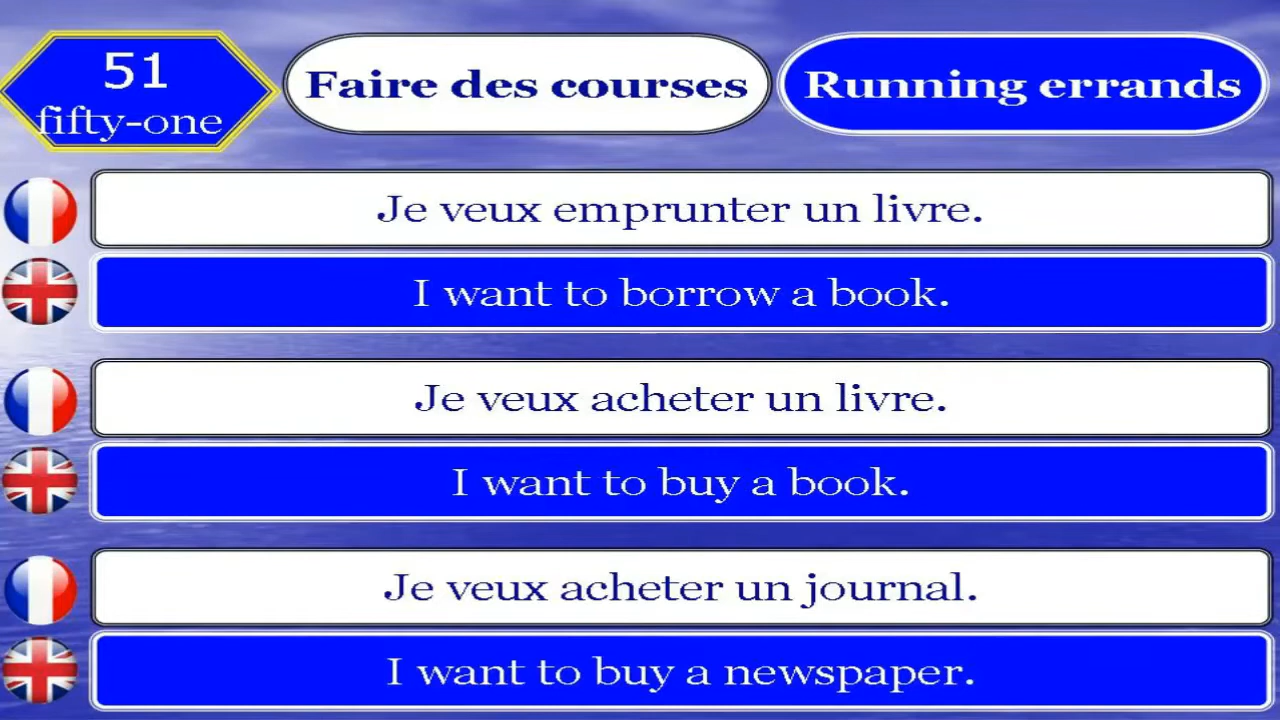 51
fifty-one
Faire des courses
Running errands
Je veux emprunter un livre.
I want to borrow a book.
Je veux acheter un livre.
I want to buy a book.
Je veux acheter un journal.
I want to buy a newspaper.